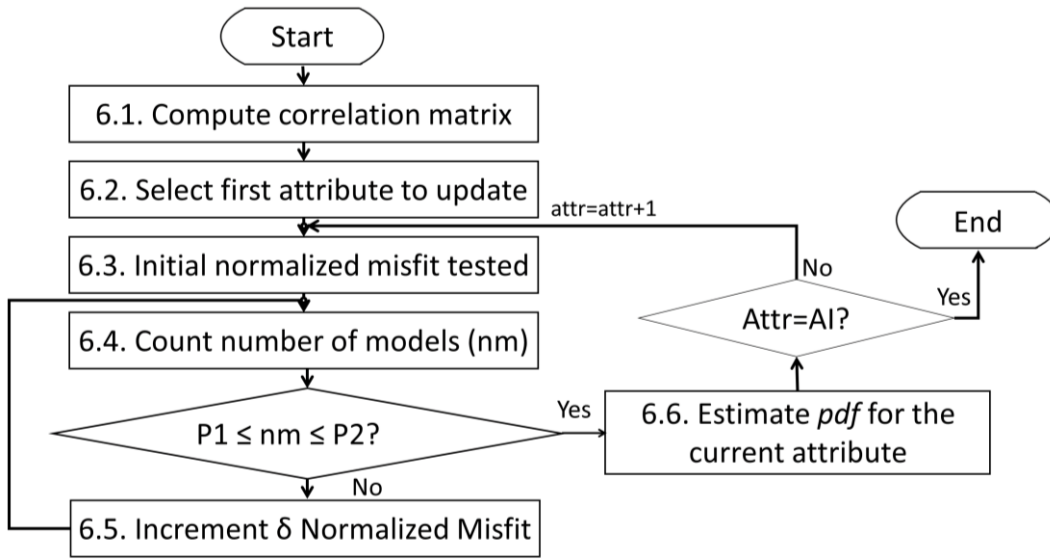 Start
6.1. Compute correlation matrix
6.2. Select first attribute to update
attr=attr+1
End
6.3. Initial normalized misfit tested
No
Yes
Attr=AI?
6.4. Count number of models (nm)
P1 ≤ nm ≤ P2?
Yes
6.6. Estimate pdf for the
current attribute
No
6.5. Increment δ Normalized Misfit